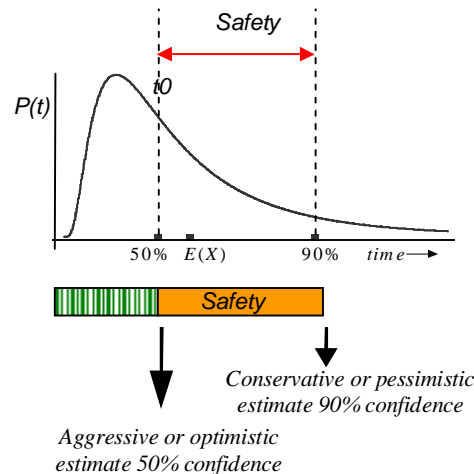 Safety
t0
P(t)
50% E(X) 90% time
Safety
Conservative or pessimistic
estimate 90% confidence
Aggressive or optimistic
estimate 50% confidence